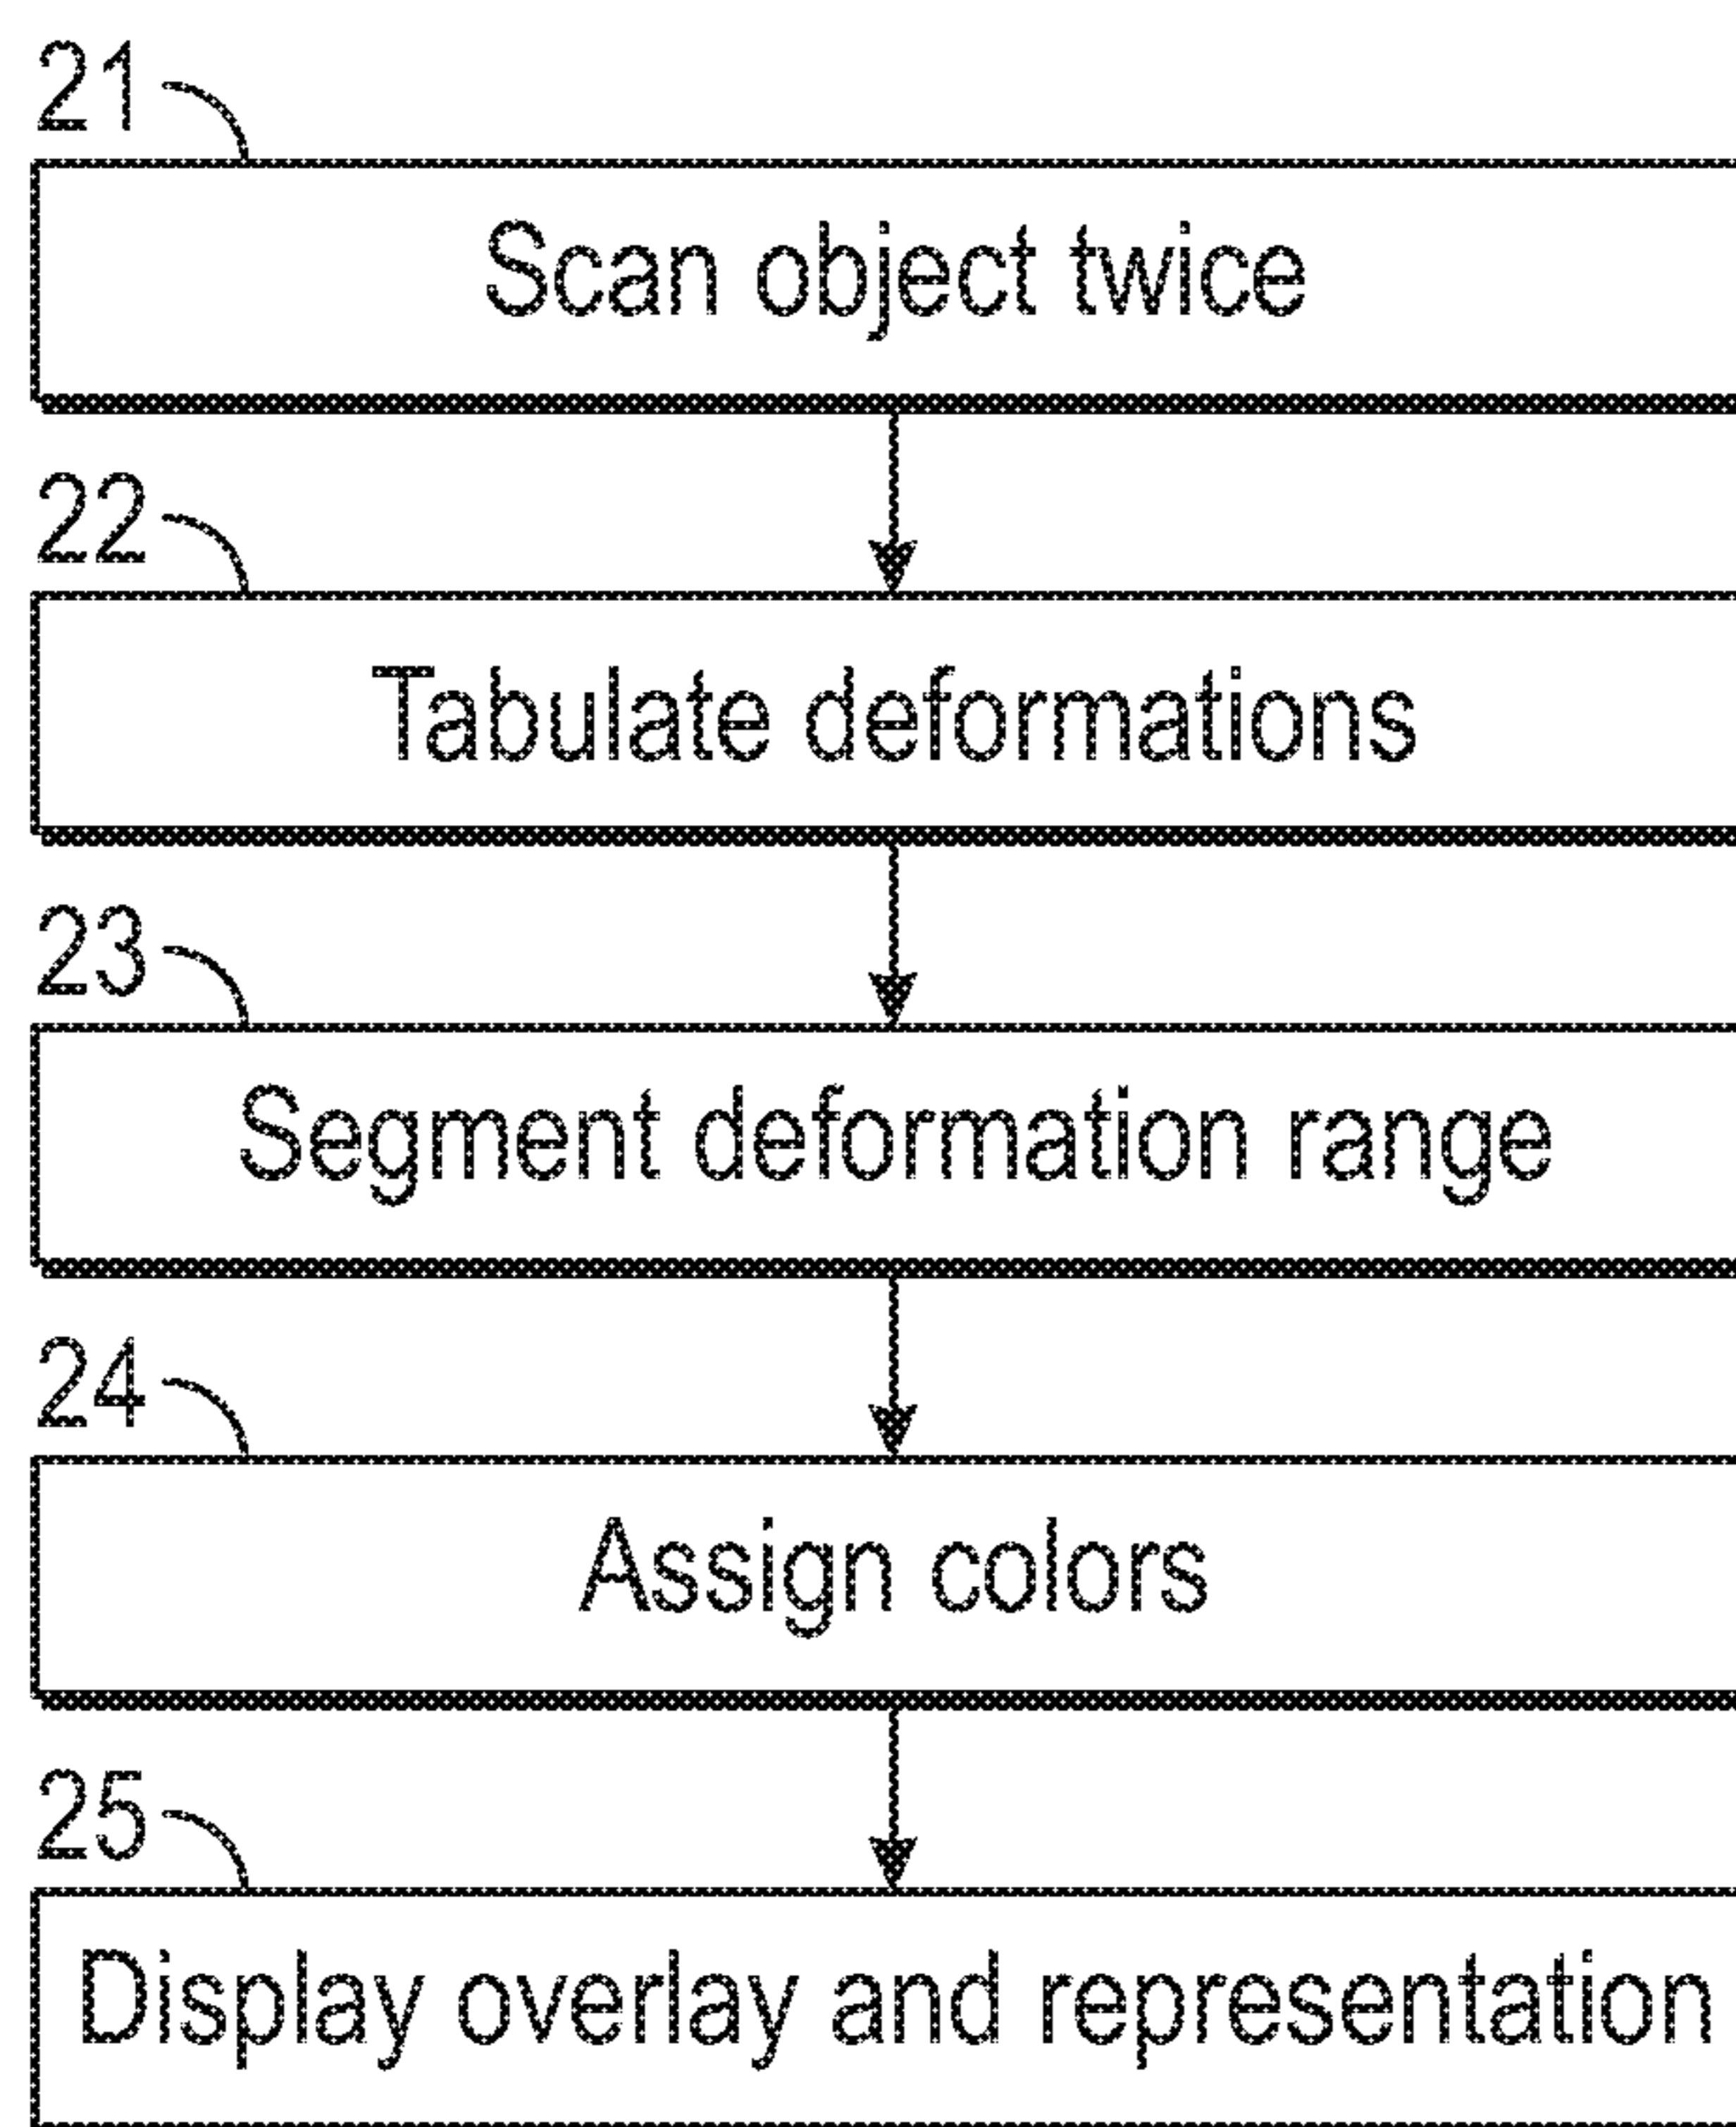 21
Scan object twice
22
Tabulate deformations
23
Segment deformation range
24
Assign colors
25
Display overlay and representation